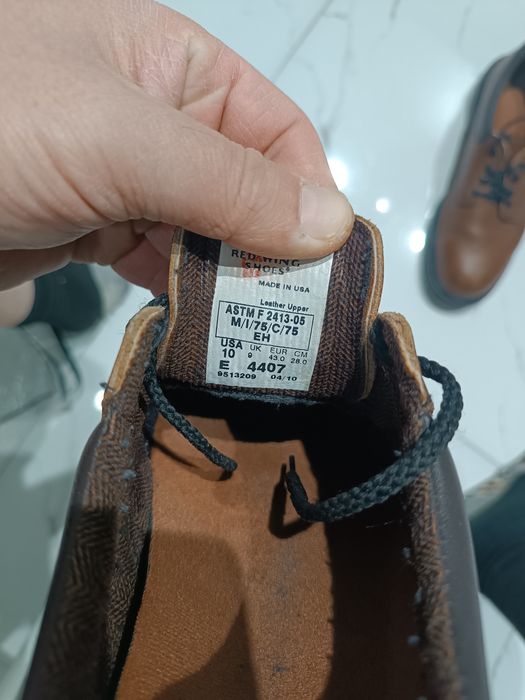 RED WING
SHOES
MADE IN USA
Leather Upper
ASTM F 2413-05
M/I/75/C/75
EH
USA UK EUR CM
10 9 43.0 28.0
E 4407
9513209 04/10